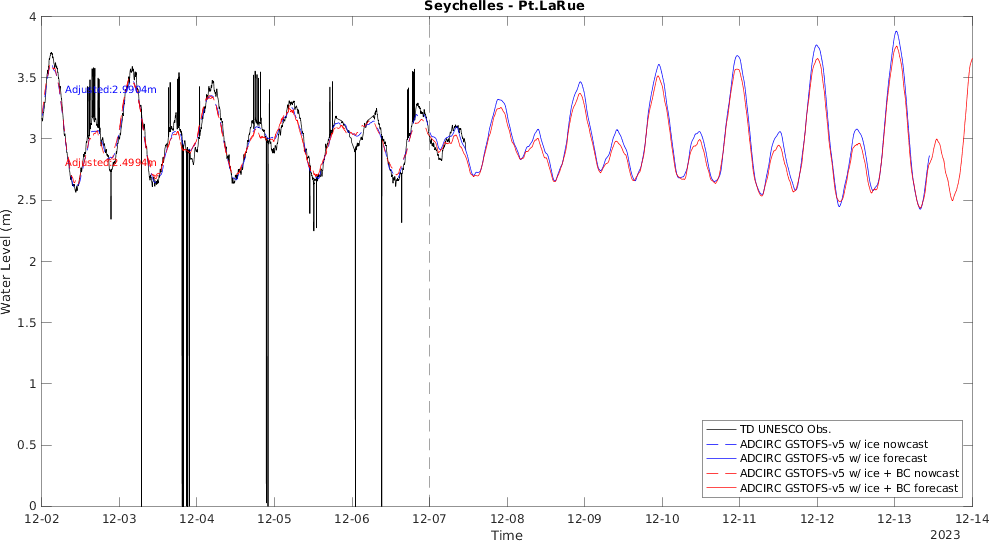 Seychelles - Pt.LaRue
Water Level (m)
4
3.5
3
2.5
2
1.5
1
0.5
0
Adjusted:2.9904m
Adjusted:2.4994m
TD UNESCO Obs.
ADCIRC GSTOFS-v5 w/ ice nowcast
ADCIRC GSTOFS-v5 w/ ice forecast
ADCIRC GSTOFS-v5 w/ ice + BC nowcast
ADCIRC GSTOFS-v5 w/ ice + BC forecast
12-02 12-03 12-04 12-05 12-06 12-07 12-08 12-09 12-10 12-11 12-12 12-13 12-14
Time
2023